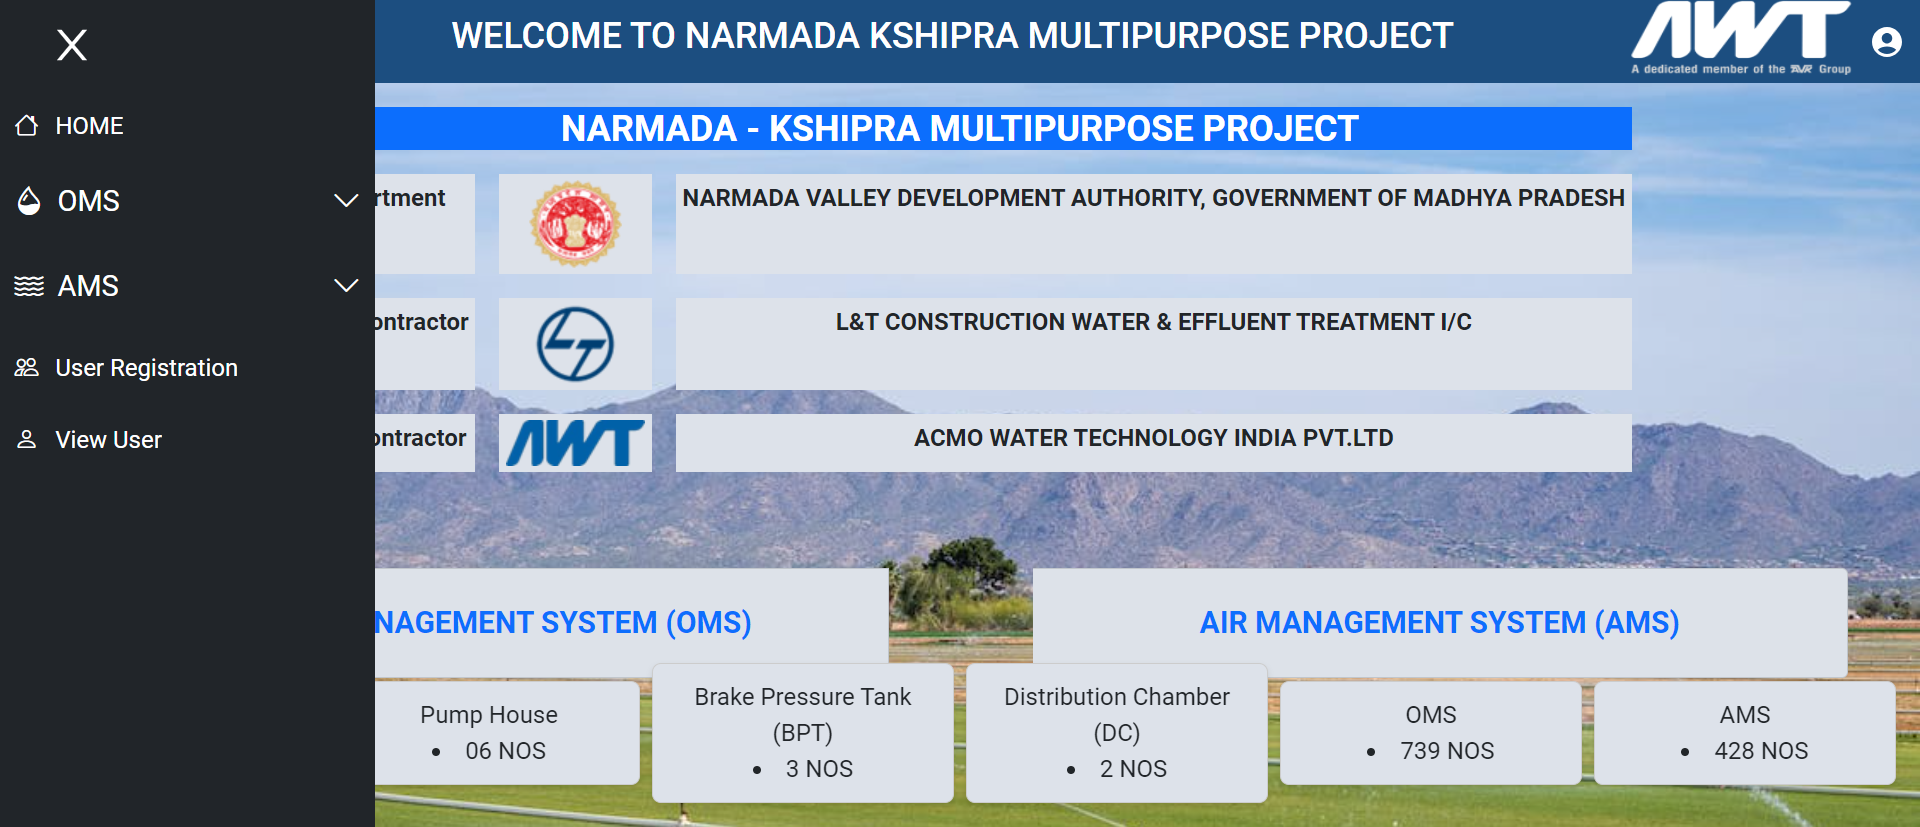 X
HOME
OMS
AMS
User Registration
View User
WELCOME TO NARMADA KSHIPRA MULTIPURPOSE PROJECT
AWT
A dedicated member of the AVR Group
NARMADA - KSHIPRA MULTIPURPOSE PROJECT
rtment
NARMADA VALLEY DEVELOPMENT AUTHORITY, GOVERNMENT OF MADHYA PRADESH
ontractor
LT
L&T CONSTRUCTION WATER & EFFLUENT TREATMENT I/C
ontractor
AWT
ACMO WATER TECHNOLOGY INDIA PVT.LTD
NAGEMENT SYSTEM (OMS)
AIR MANAGEMENT SYSTEM (AMS)
Pump House
• 06 NOS
Brake Pressure Tank
(BPT)
• 3 NOS
Distribution Chamber
(DC)
• 2 NOS
OMS
• 739 NOS
AMS
• 428 NOS